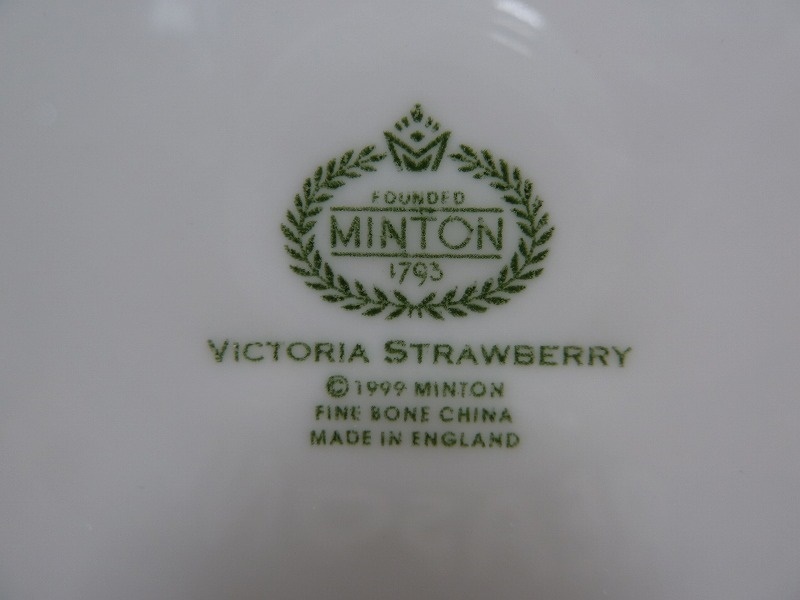 FOUNDED
MINTON
1793
VICTORIA STRAWBERRY
© 1999 MINTON
FINE BONE CHINA
MADE IN ENGLAND